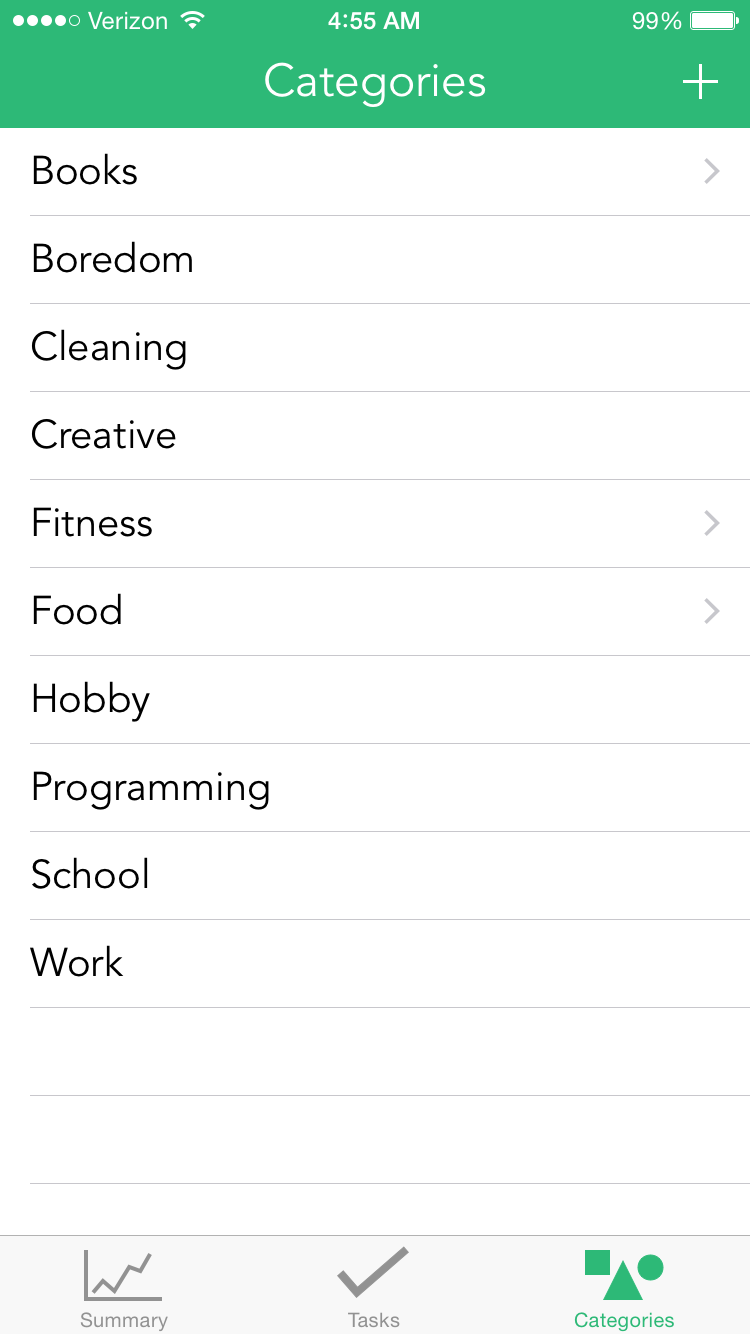 Verizon 4:55 AM 99%
Categories
Books
Boredom
Cleaning
Creative
Fitness
Food
Hobby
Programming
School
Work
Summary Tasks Categories